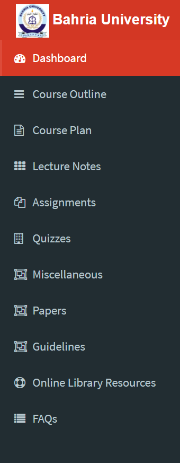 Bahria University
Dashboard
Course Outline
Course Plan
Lecture Notes
Assignments
Quizzes
Miscellaneous
Papers
Guidelines
Online Library Resources
FAQs